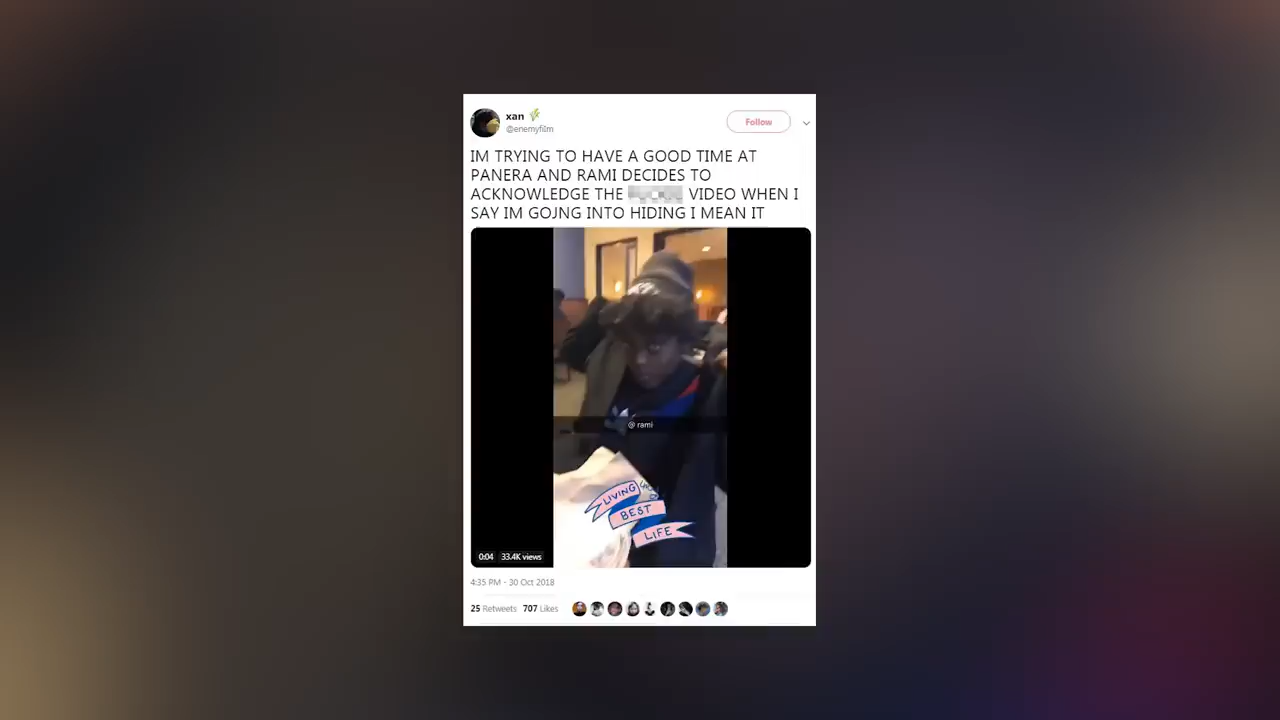 xan
@enemyfilm
Follow
IM TRYING TO HAVE A GOOD TIME AT
PANERA AND RAMI DECIDES TO
ACKNOWLEDGE THE VIDEO WHEN I
SAY IM GOJNG INTO HIDING I MEAN IT
@ rami
LIVING
BEST
LIFE
0:04 33.4K views
4:35 PM - 30 Oct 2018
25 Retweets 707 Likes